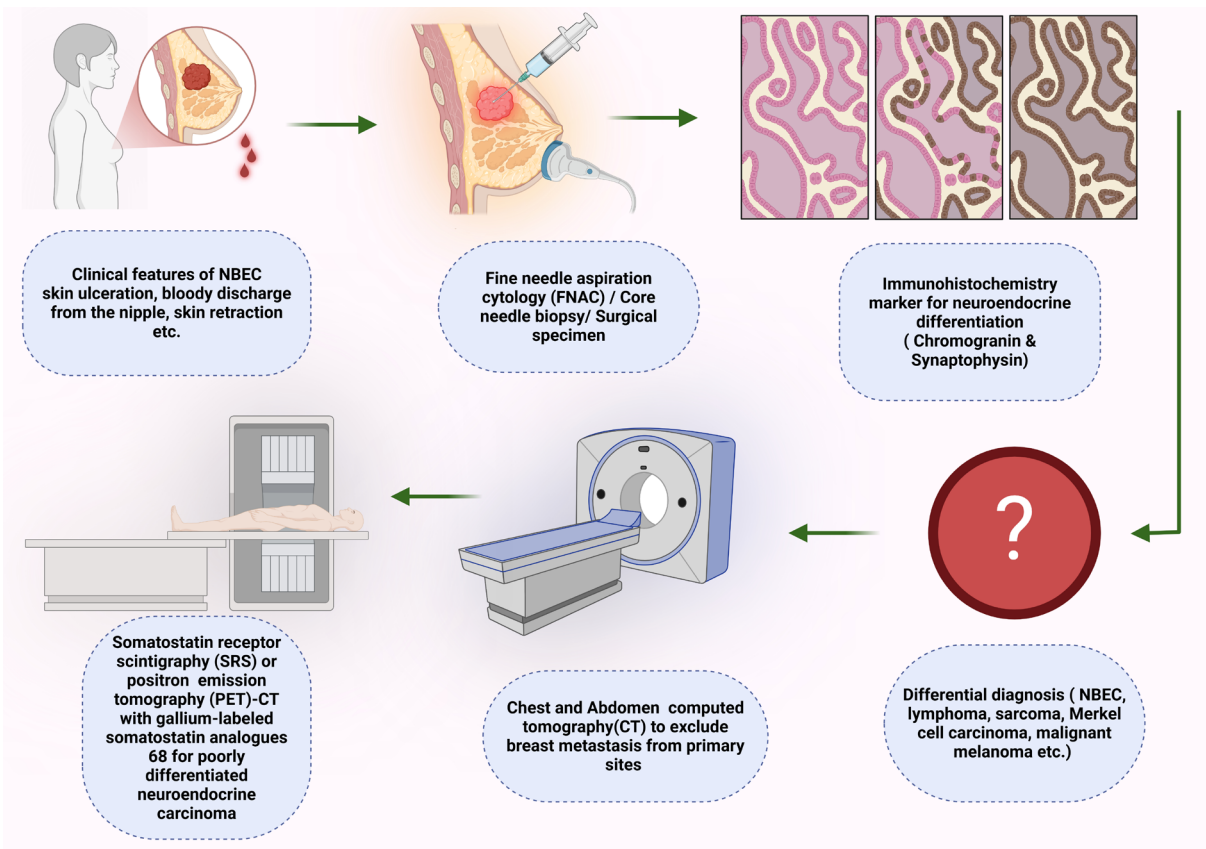 Clinical features of NBEC
skin ulceration, bloody discharge
from the nipple, skin retraction
etc.
Fine needle aspiration
cytology (FNAC) / Core
needle biopsy/ Surgical
specimen
Immunohistochemistry
marker for neuroendocrine
differentiation
( Chromogranin &
Synaptophysin)
?
Differential diagnosis ( NBEC,
lymphoma, sarcoma, Merkel
cell carcinoma, malignant
melanoma etc.)
Chest and Abdomen computed
tomography(CT) to exclude
breast metastasis from primary
sites
Somatostatin receptor
scintigraphy (SRS) or
positron emission
tomography (PET)-CT
with gallium-labeled
somatostatin analogues
68 for poorly
differentiated
neuroendocrine
carcinoma